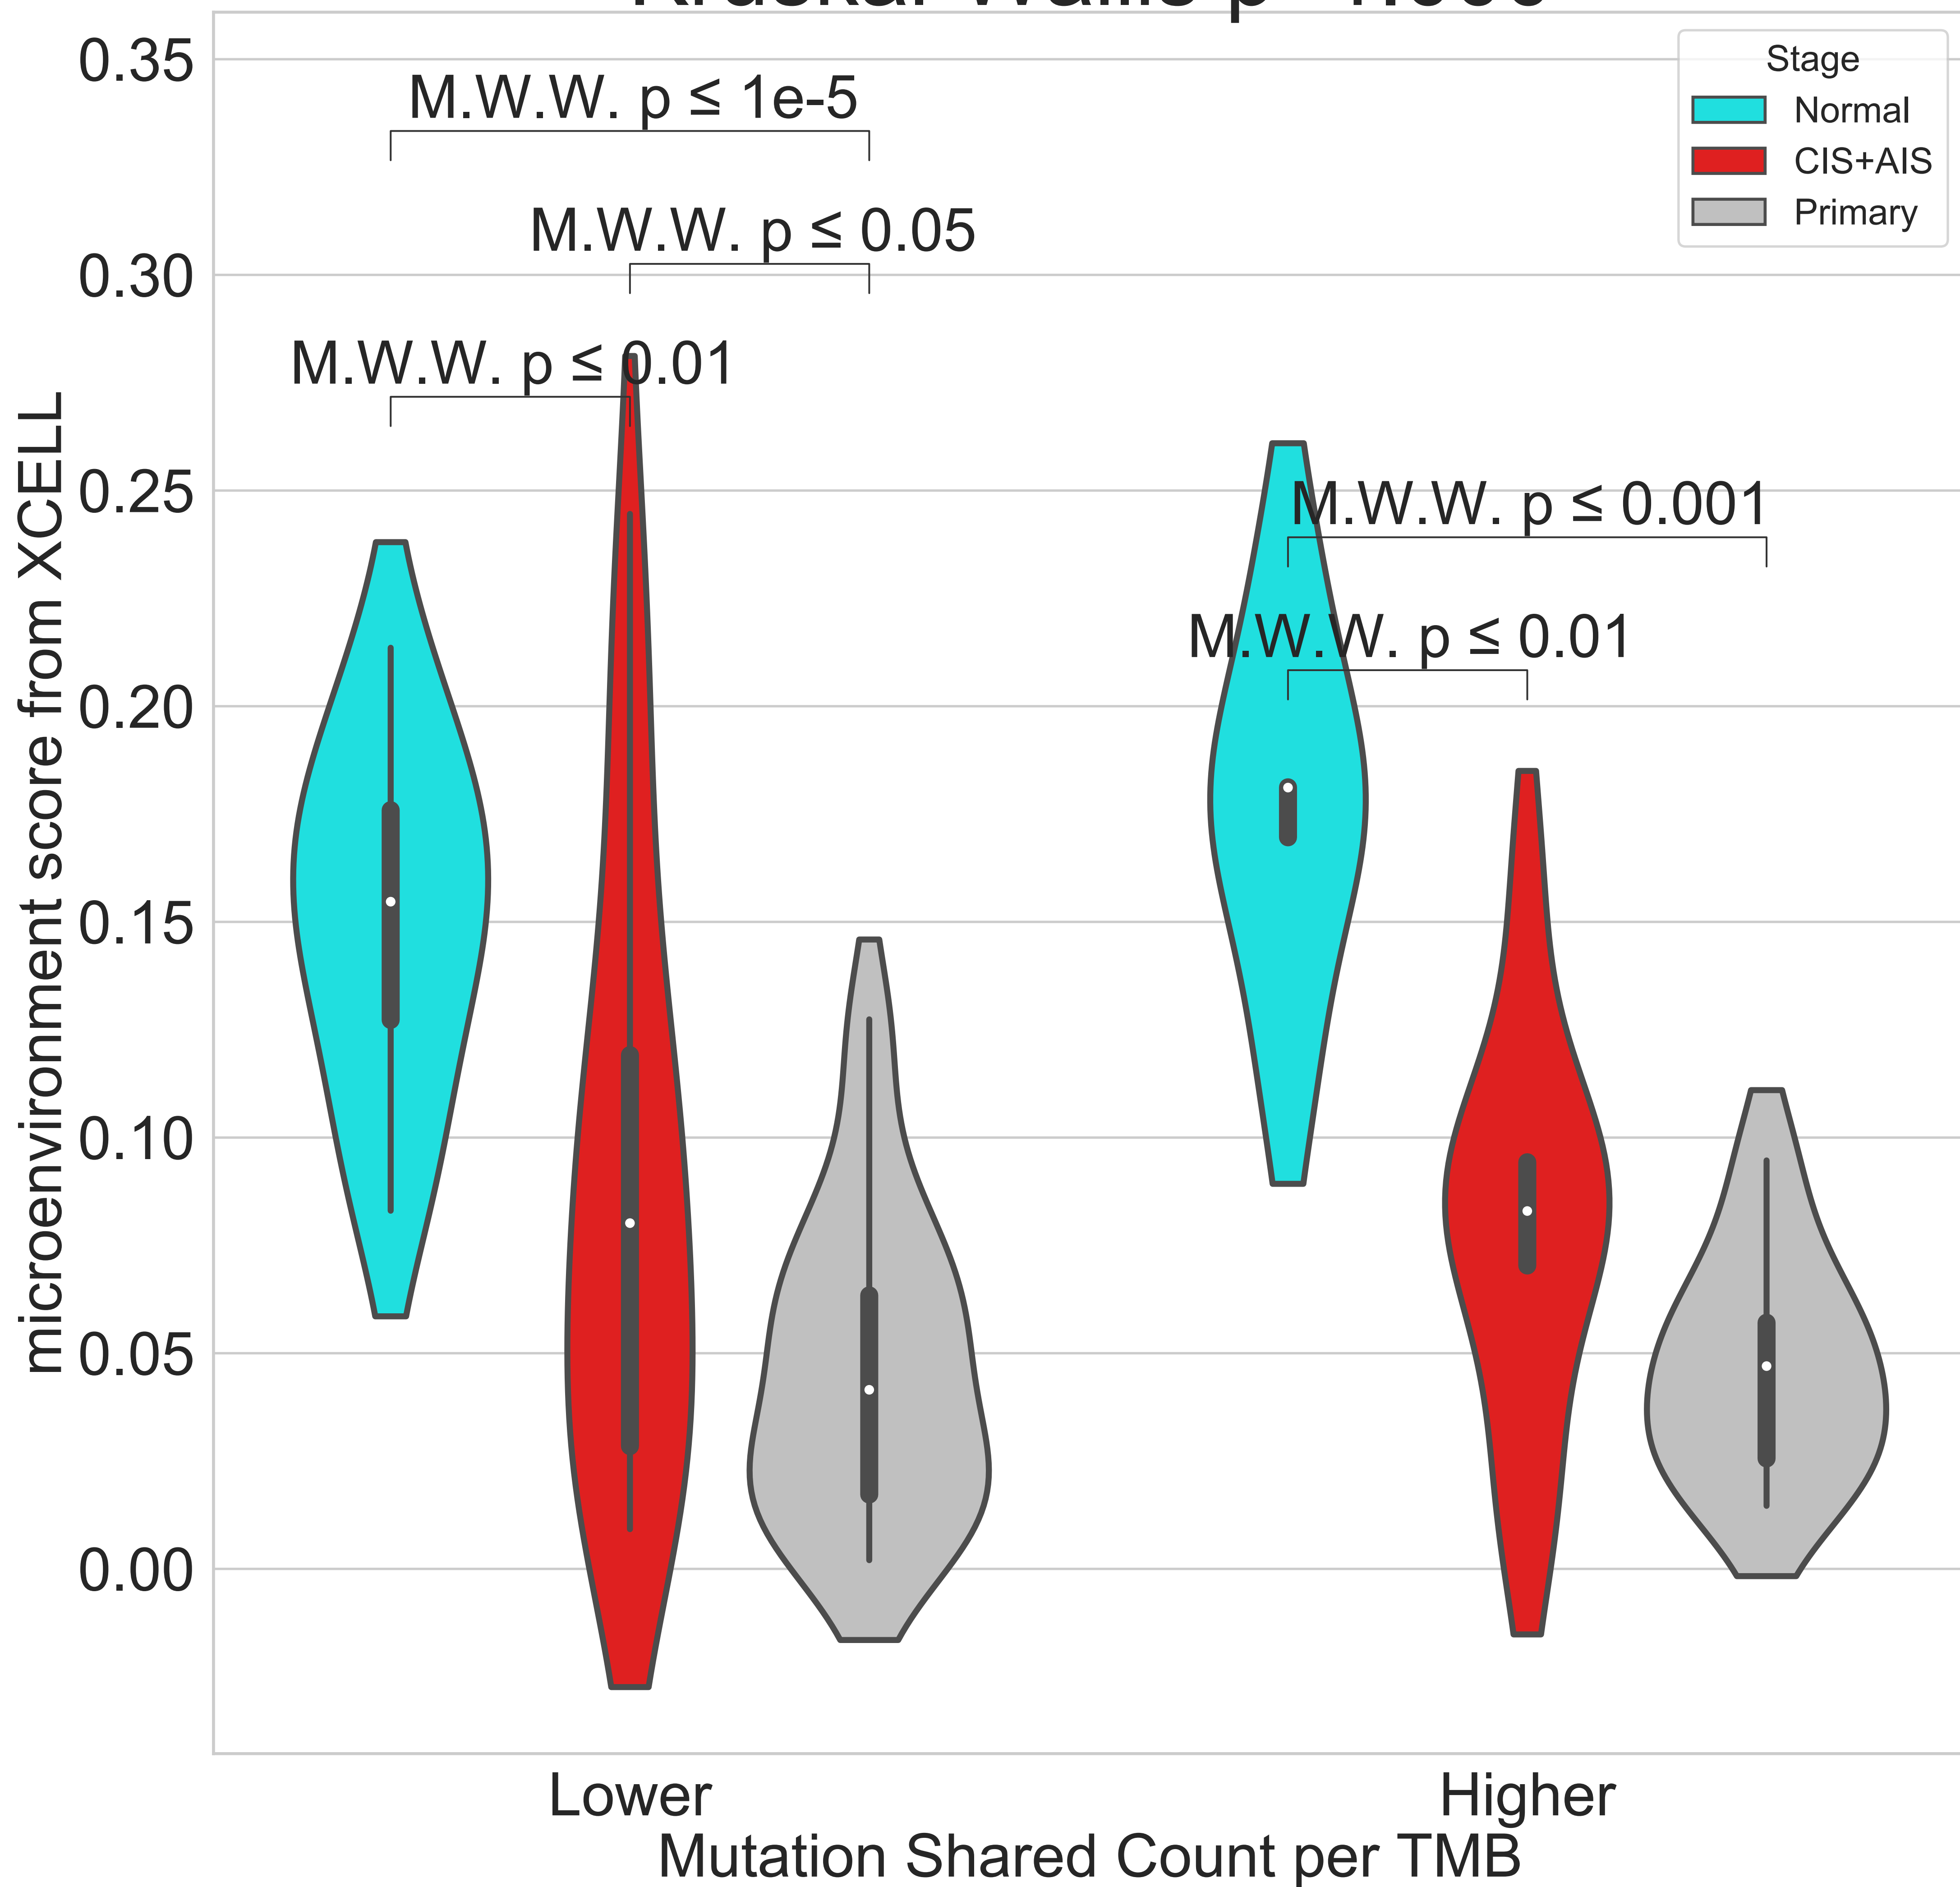 0.35
0.30
0.25
0.20
0.15
0.10
0.05
0.00
microenvironment score from XCELL
M.W.W. p ≤ 1e-5
M.W.W. p ≤ 0.05
M.W.W. p ≤ 0.01
M.W.W. p ≤ 0.001
M.W.W. p ≤ 0.01
Stage
Normal
CIS+AIS
Primary
Lower
Higher
Mutation Shared Count per TMB